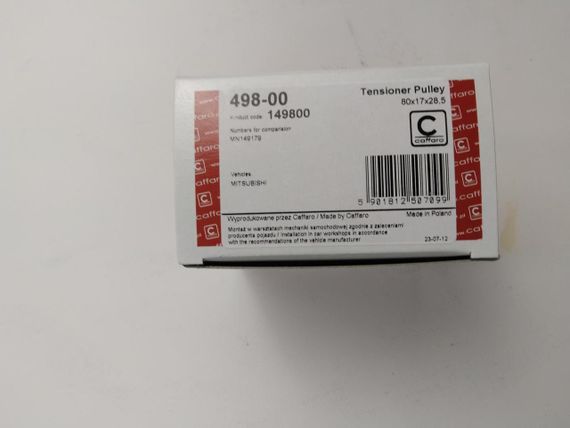 498-00
Product code 149800
Tensioner Pulley
60x17x28.5
Numbers for comparision
MN149179
C
caffaro
Vehicles
MITSUBISHI
5 901812 507099
Wyprodukowane przez Caffaro / Made by Caffaro
Made in Poland
Montaż w warsztatach mechaniki samochodowej zgodnie z zaleceniami
producenta pojazdu / Installation in car workshops in accordance
with the recommendations of the vehicle manufacturer
23-07-12